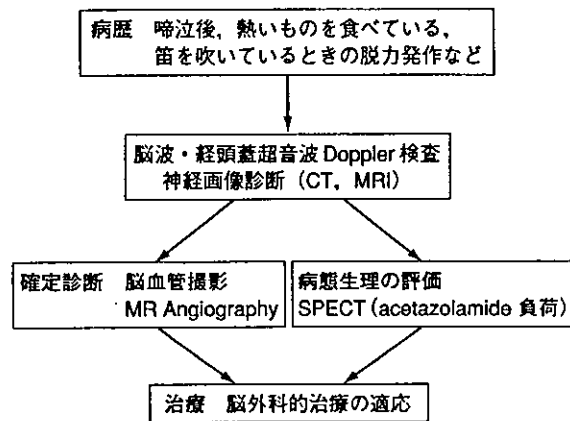 病歴 啼泣後，熱いものを食べている，
笛を吹いているときの脱力発作など
脳波・経頭蓋超音波 Doppler 検査
神経画像診断（CT，MRI）
確定診断 脳血管撮影
MR Angiography
病態生理の評価
SPECT（acetazolamide 負荷）
治療 脳外科的治療の適応